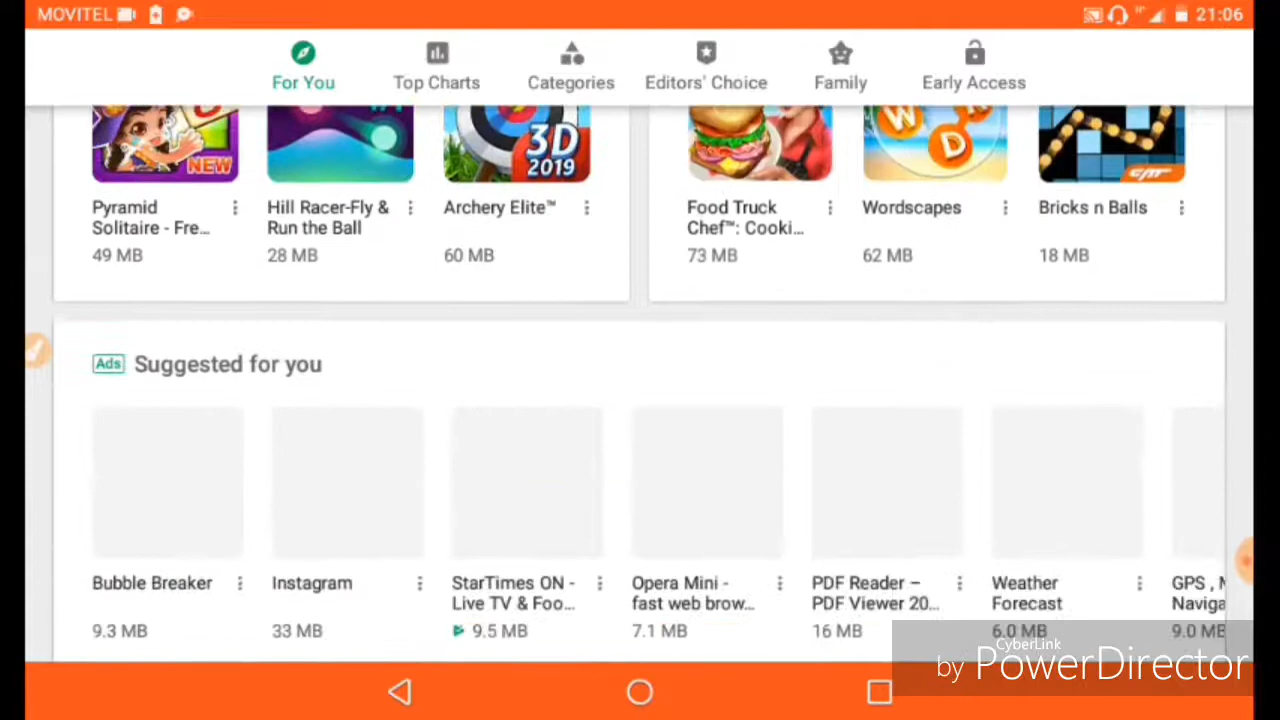 MOVITEL 21:06
For You Top Charts Categories Editors' Choice Family Early Access
NEW
3D
2019
W
D
N
Pyramid
Solitaire - Fre...
49 MB
Hill Racer-Fly &
Run the Ball
28 MB
Archery Elite™
60 MB
Food Truck
Chef™: Cooki...
73 MB
Wordscapes
62 MB
Bricks n Balls
18 MB
Ads Suggested for you
Bubble Breaker
9.3 MB
Instagram
33 MB
StarTimes ON -
Live TV & Foo...
9.5 MB
Opera Mini -
fast web brow...
7.1 MB
PDF Reader –
PDF Viewer 20...
16 MB
Weather
Forecast
6.0 MB
GPS ,
Naviga
9.0 MB
CyberLink
by PowerDirector